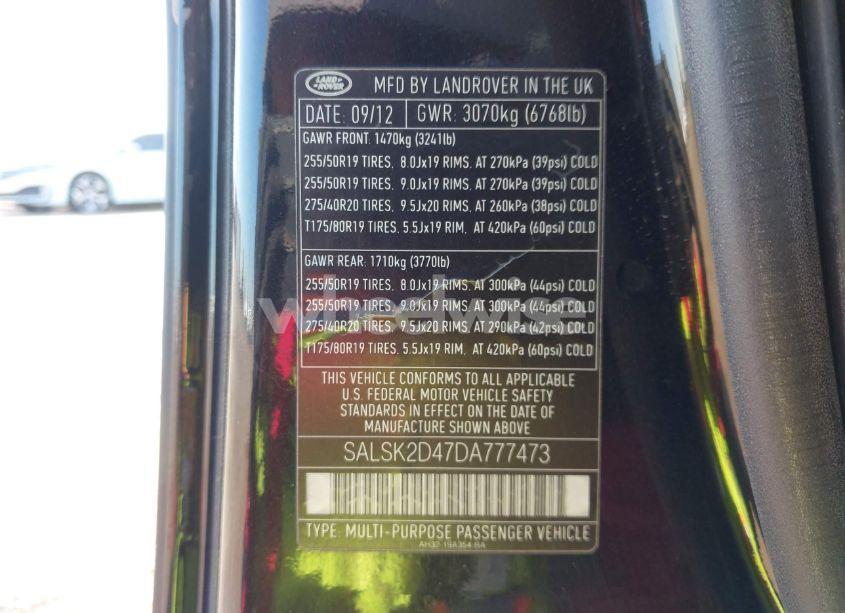 LAND ROVER
MFD BY LANDROVER IN THE UK
DATE: 09/12 GWR: 3070kg (6768lb)
GAWR FRONT: 1470kg (3241lb)
255/50R19 TIRES, 8.0Jx19 RIMS, AT 270kPa (39psi) COLD
255/50R19 TIRES, 9.0Jx19 RIMS, AT 270kPa (39psi) COLD
275/40R20 TIRES, 9.5Jx20 RIMS, AT 260kPa (38psi) COLD
T175/80R19 TIRES, 5.5Jx19 RIM, AT 420kPa (60psi) COLD
GAWR REAR: 1710kg (3770lb)
255/50R19 TIRES, 8.0Jx19 RIMS, AT 300kPa (44psi) COLD
255/50R19 TIRES, 9.0Jx19 RIMS, AT 300kPa (44psi) COLD
wheelwise
275/40R20 TIRES, 9.5Jx20 RIMS, AT 290kPa (42psi) COLD
T175/80R19 TIRES, 5.5Jx19 RIM, AT 420kPa (60psi) COLD
THIS VEHICLE CONFORMS TO ALL APPLICABLE
U.S. FEDERAL MOTOR VEHICLE SAFETY
STANDARDS IN EFFECT ON THE DATE OF
MANUFACTURE SHOWN ABOVE
SALSK2D47DA777473
TYPE: MULTI-PURPOSE PASSENGER VEHICLE
AH32 19A354 BA